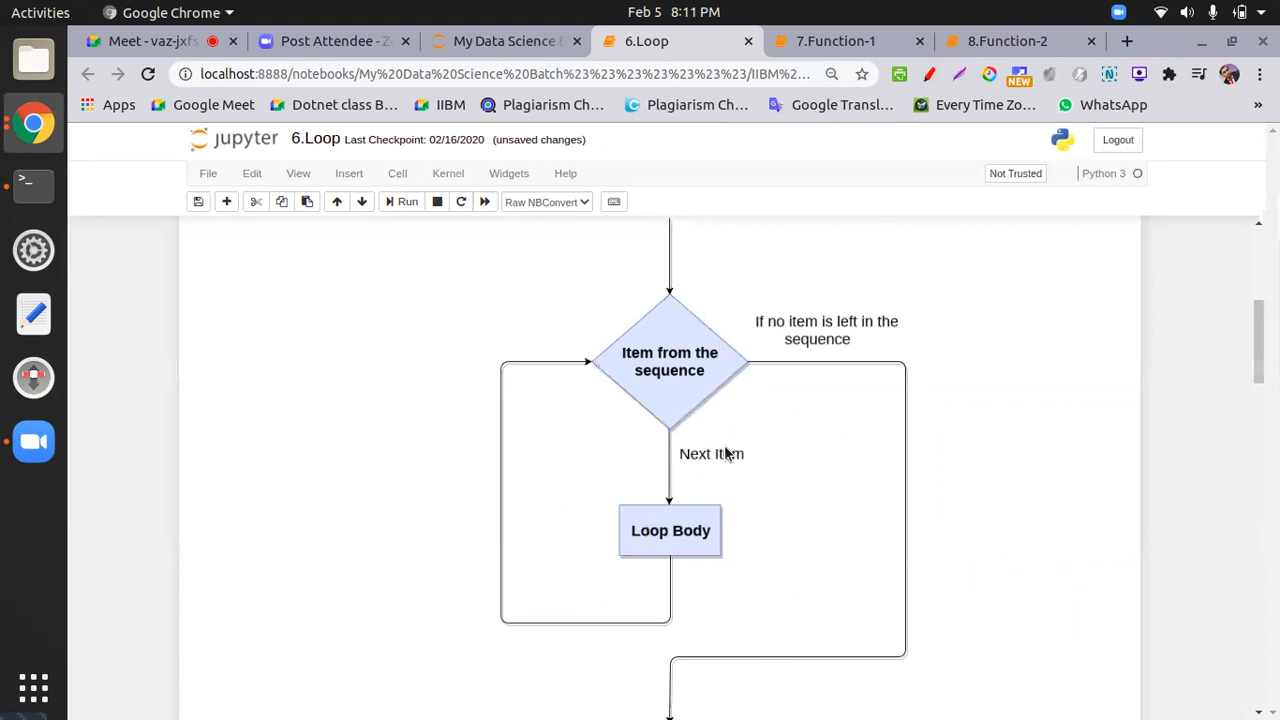 Activities
Google Chrome
Feb 5 8:11 PM
Meet - vaz-jxfs
Post Attendee - Z
My Data Science B
6.Loop
7.Function-1
8.Function-2
localhost:8888/notebooks/My%20Data%20Science%20Batch%23%23%23%23%23%23%23/IIBM%2...
NEW
Apps
Google Meet
Dotnet class B...
IIBM
Plagiarism Ch...
Plagiarism Ch...
Google Transl...
Every Time Zo...
WhatsApp
»
jupyter
6.Loop Last Checkpoint: 02/16/2020 (unsaved changes)
Logout
File
Edit
View
Insert
Cell
Kernel
Widgets
Help
Not Trusted
Python 3
Run
Raw NBConvert
If no item is left in the
sequence
Item from the
sequence
Next Item
Loop Body